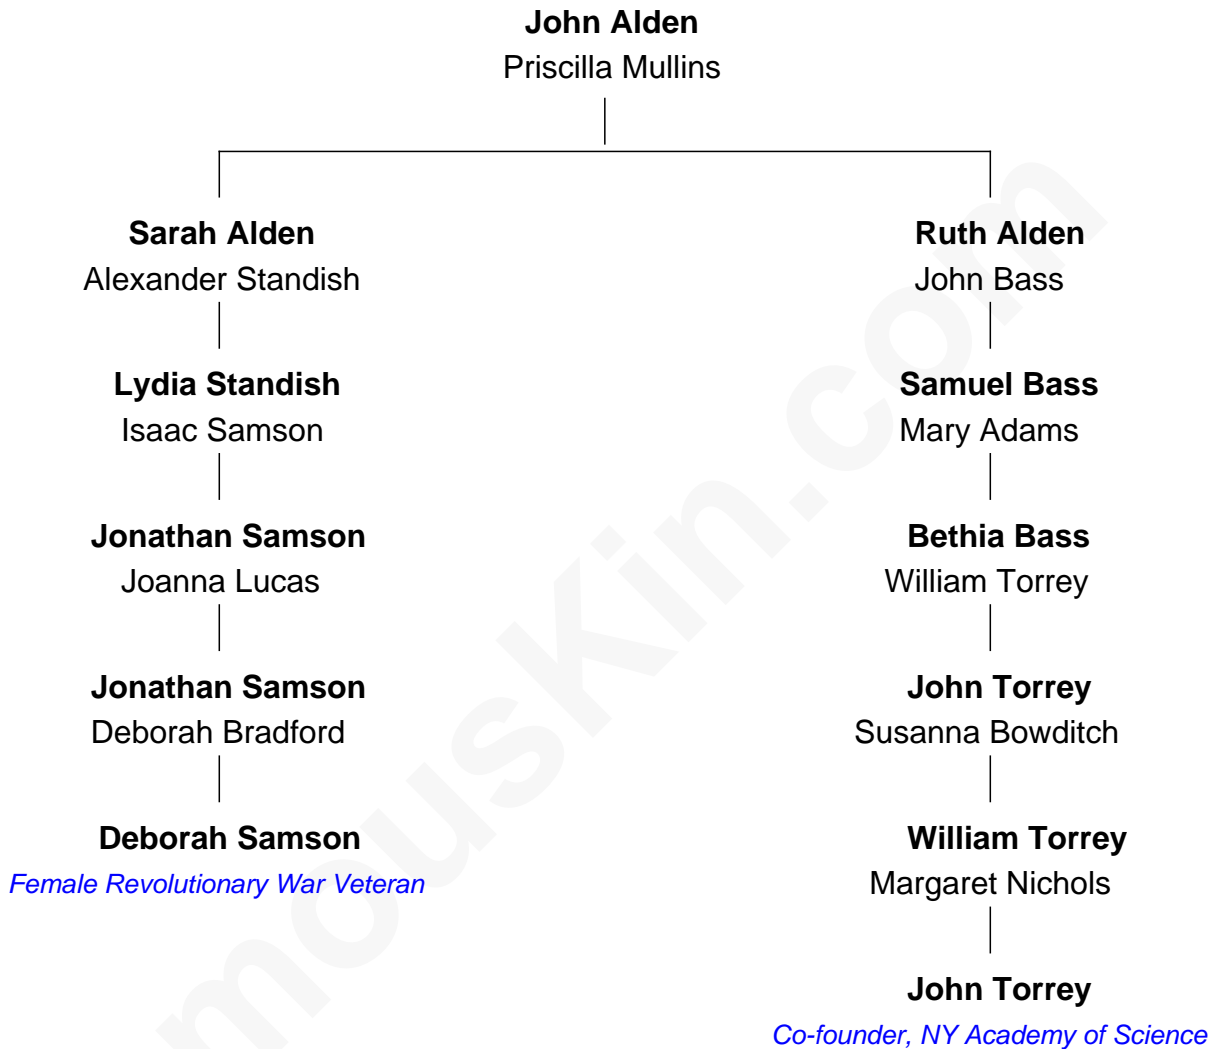 John Alden
Priscilla Mullins
Sarah Alden
Alexander Standish
Lydia Standish
Isaac Samson
Jonathan Samson
Joanna Lucas
Jonathan Samson
Deborah Bradford
Deborah Samson
Female Revolutionary War Veteran
Ruth Alden
John Bass
Samuel Bass
Mary Adams
Bethia Bass
William Torrey
John Torrey
Susanna Bowditch
William Torrey
Margaret Nichols
John Torrey
Co-founder, NY Academy of Science
mousKin.com